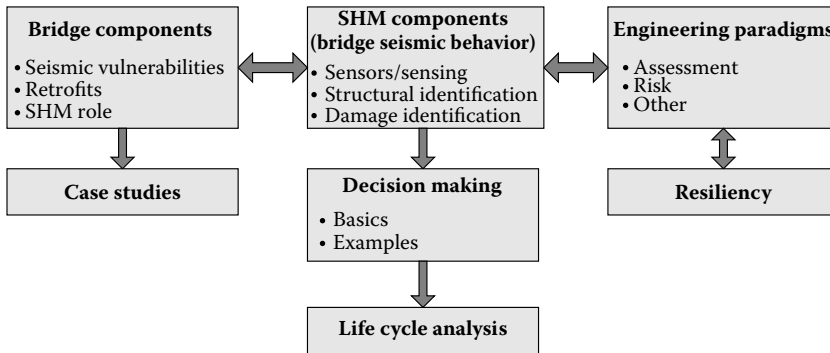 Bridge components
• Seismic vulnerabilities
• Retrofits
• SHM role
SHM components
(bridge seismic behavior)
• Sensors/sensing
• Structural identification
• Damage identification
Engineering paradigms
• Assessment
• Risk
• Other
Case studies
Decision making
• Basics
• Examples
Resiliency
Life cycle analysis